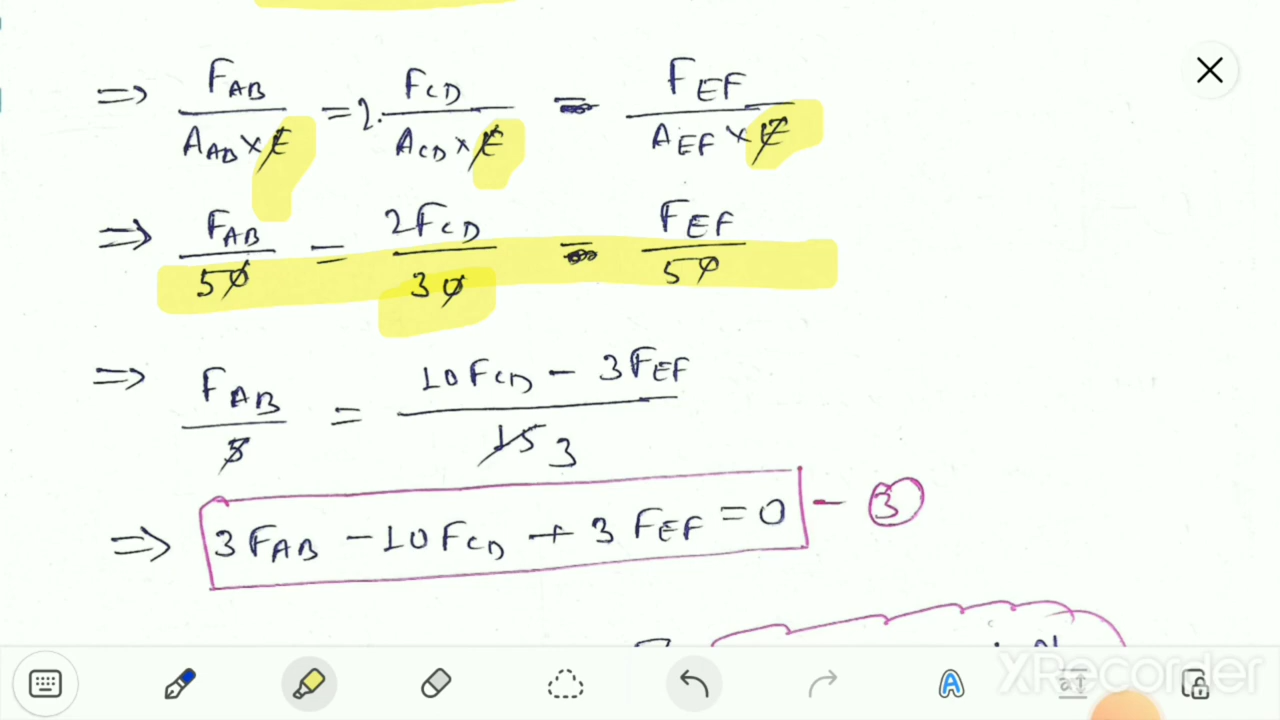 ⇒ F_AB / A_AB × E = 2. F_CD / A_CD × E - F_EF / A_EF × E
⇒ F_AB / 50 = 2F_CD / 30 - F_EF / 50
⇒ F_AB / 5 = 10F_CD - 3F_EF / 15 3
⇒ 3F_AB - 10F_CD + 3F_EF = 0 - 3
XRecorder